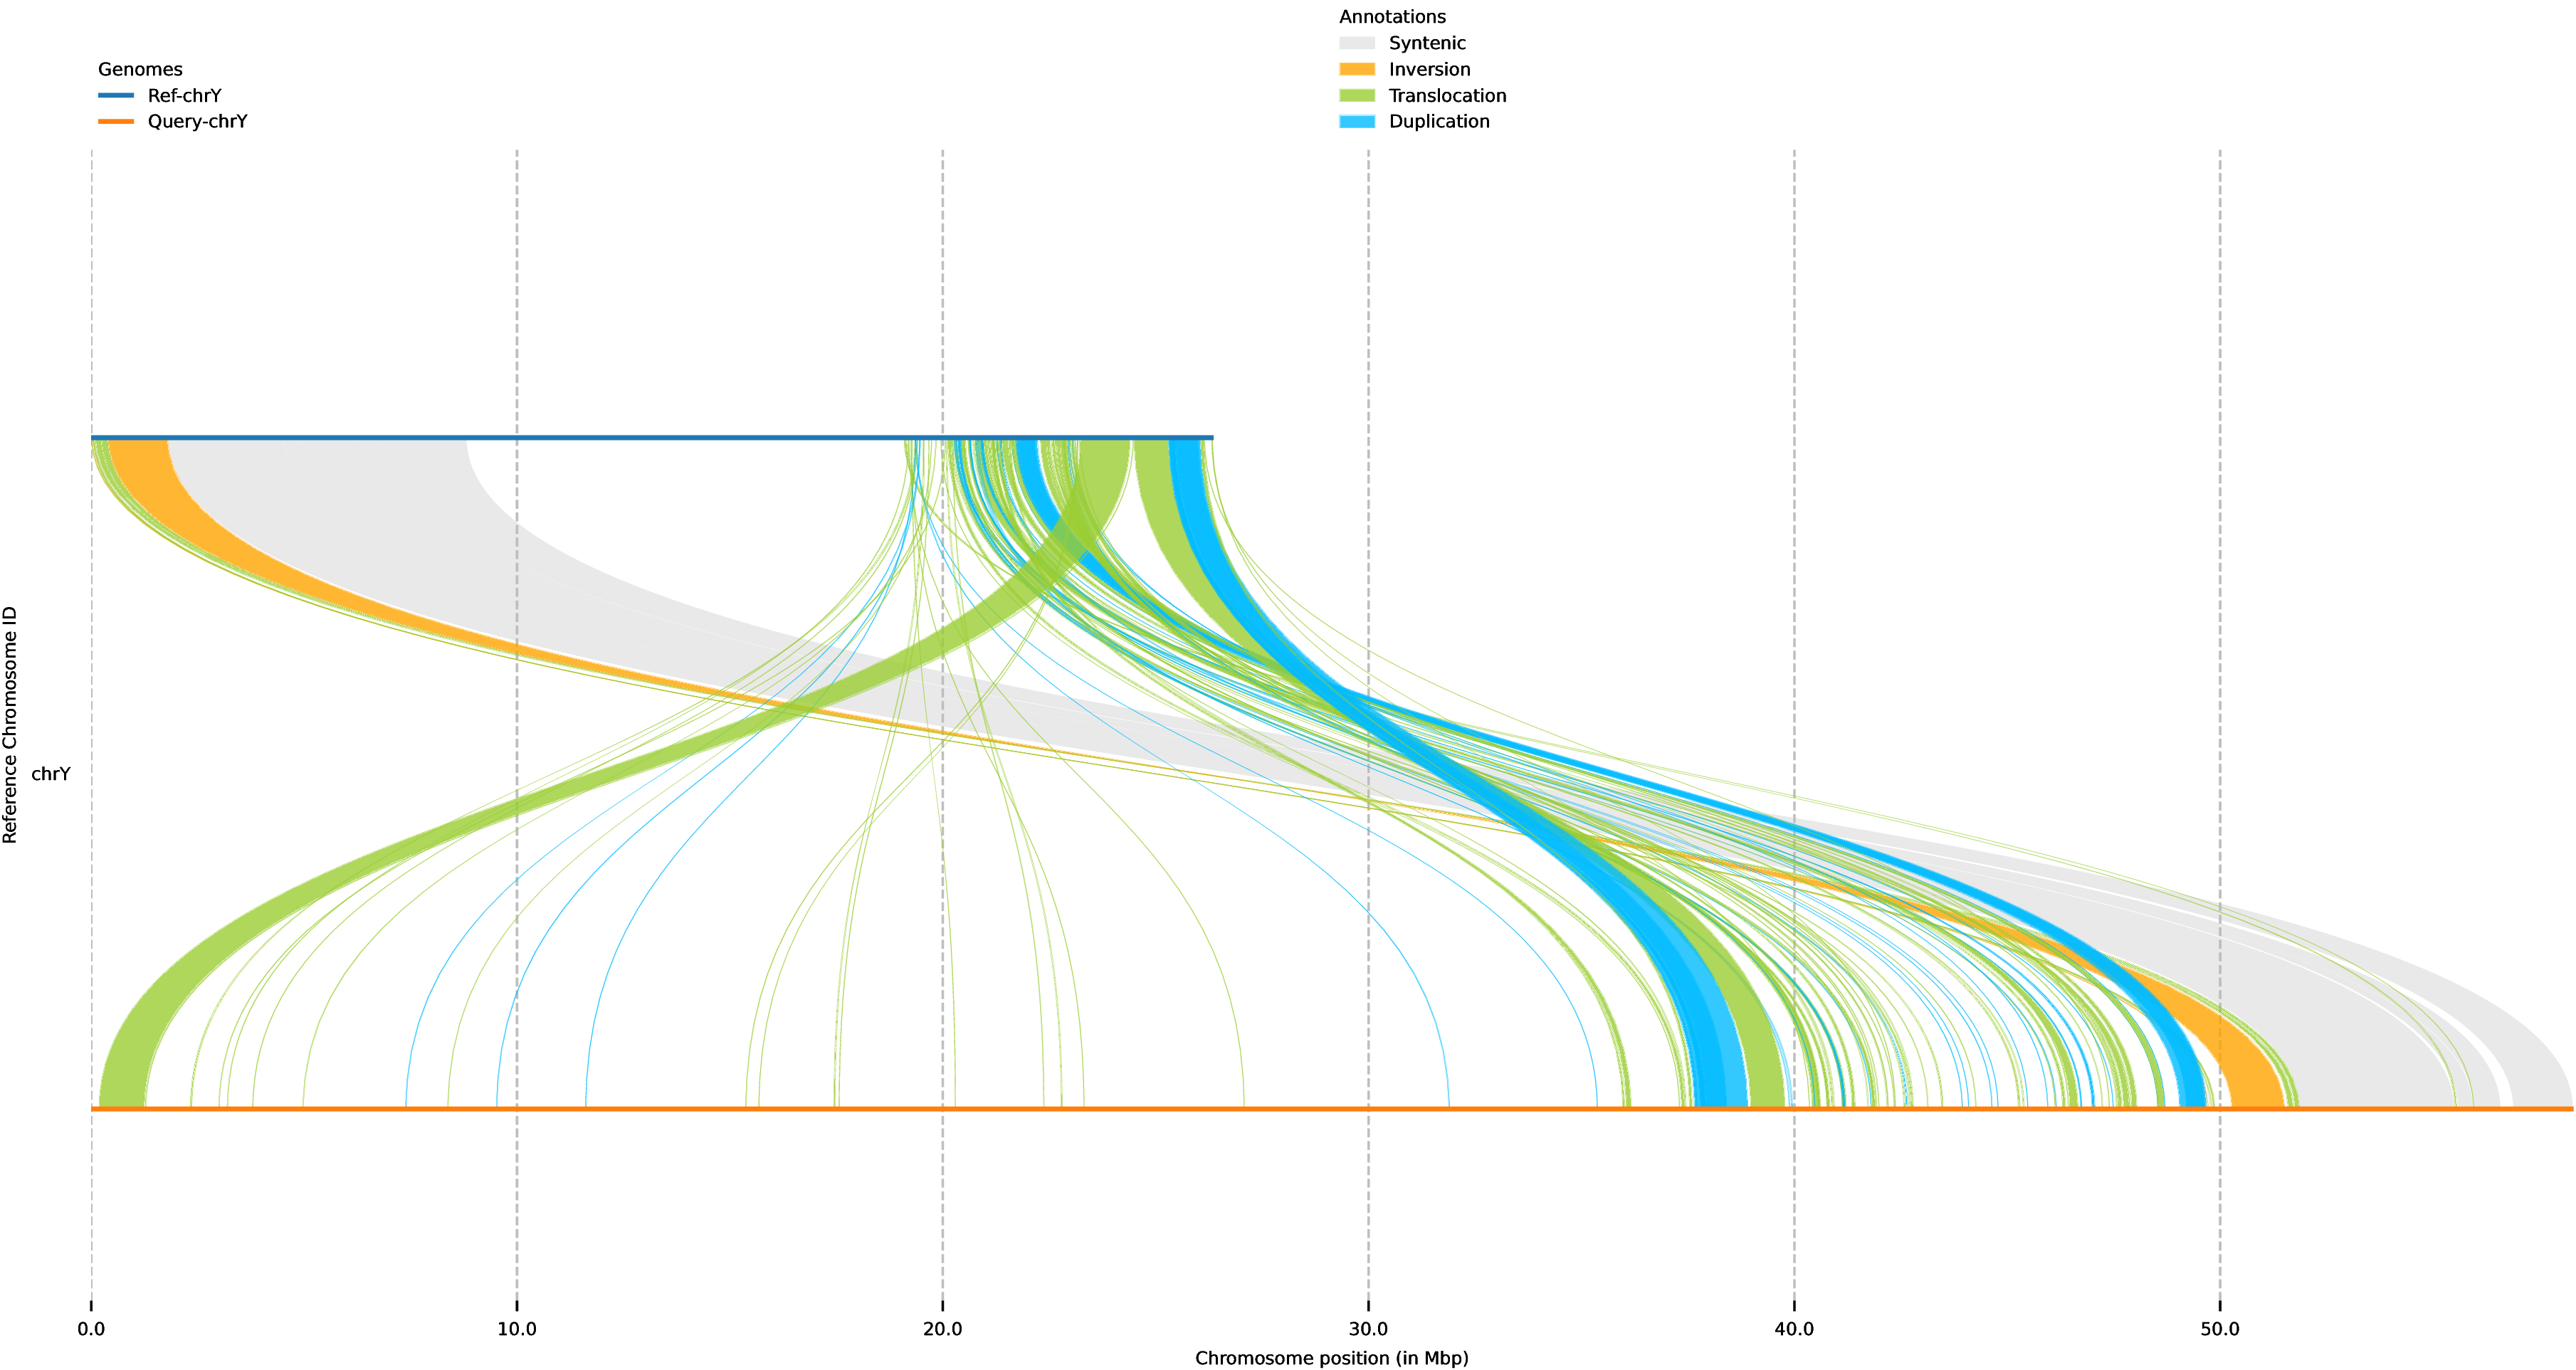 Annotations
Syntenic
Inversion
Translocation
Duplication
Genomes
Ref-chrY
Query-chrY
Reference Chromosome ID
chrY
0.0
10.0
20.0
30.0
40.0
50.0
Chromosome position (in Mbp)